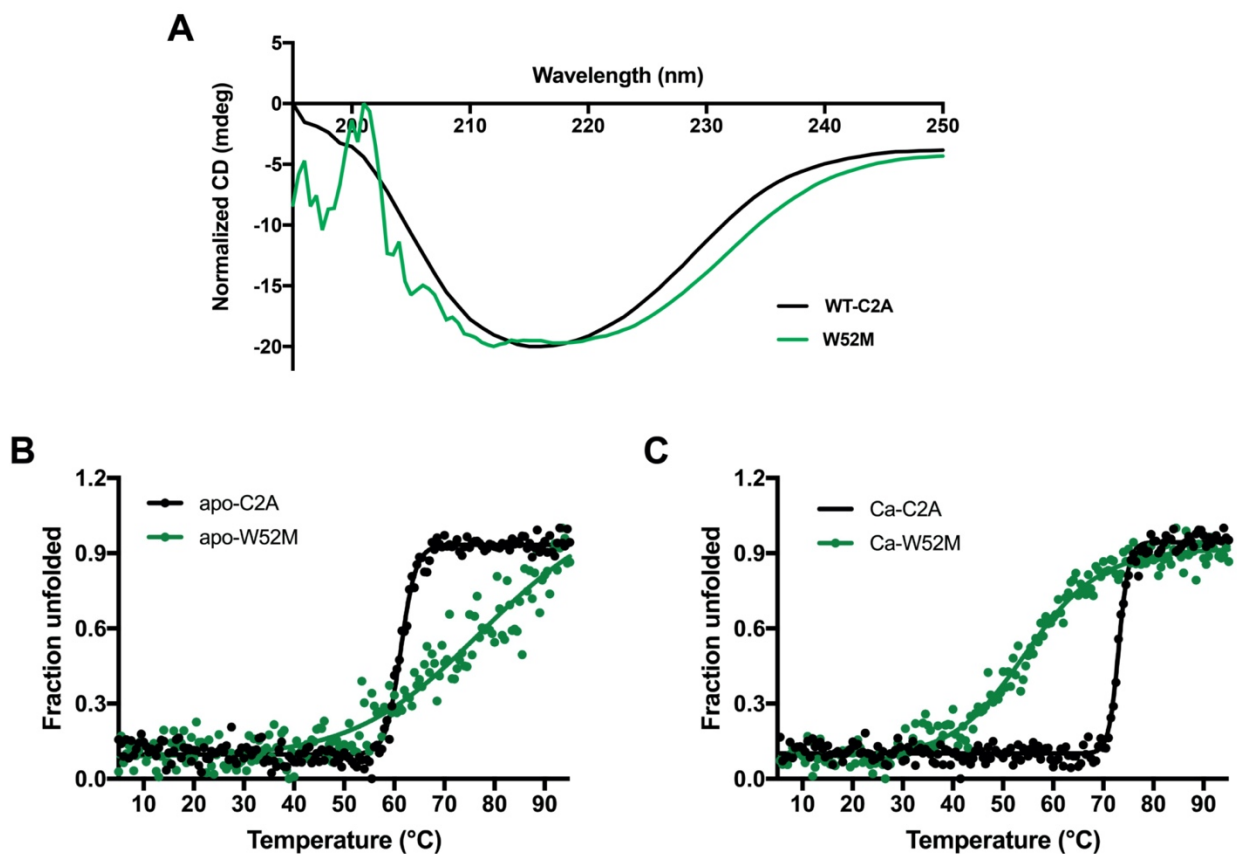 A
Wavelength (nm)
Normalized CD (mdeg)
5
0
-5
-10
-15
-20
200
210
220
230
240
250
WT-C2A
W52M
B
Fraction unfolded
1.2
0.9
0.6
0.3
0.0
apo-C2A
apo-W52M
10 20 30 40 50 60 70 80 90
Temperature (°C)
C
Fraction unfolded
1.2
0.9
0.6
0.3
0.0
Ca-C2A
Ca-W52M
10 20 30 40 50 60 70 80 90
Temperature (°C)